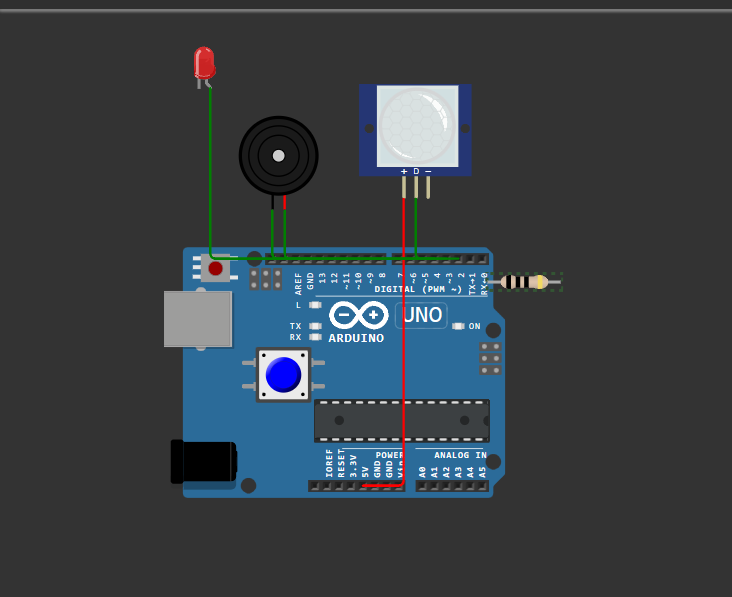 + D −
AREF
GND
13
12
~11
~10
~9
8
7
~6
~5
4
~3
2
TX→1
RX←0
DIGITAL (PWM ~)
L
UNO
TX
RX
ON
ARDUINO
POWER
ANALOG IN
IOREF
RESET
3.3V
5V
GND
GND
A0
A1
A2
A3
A4
A5